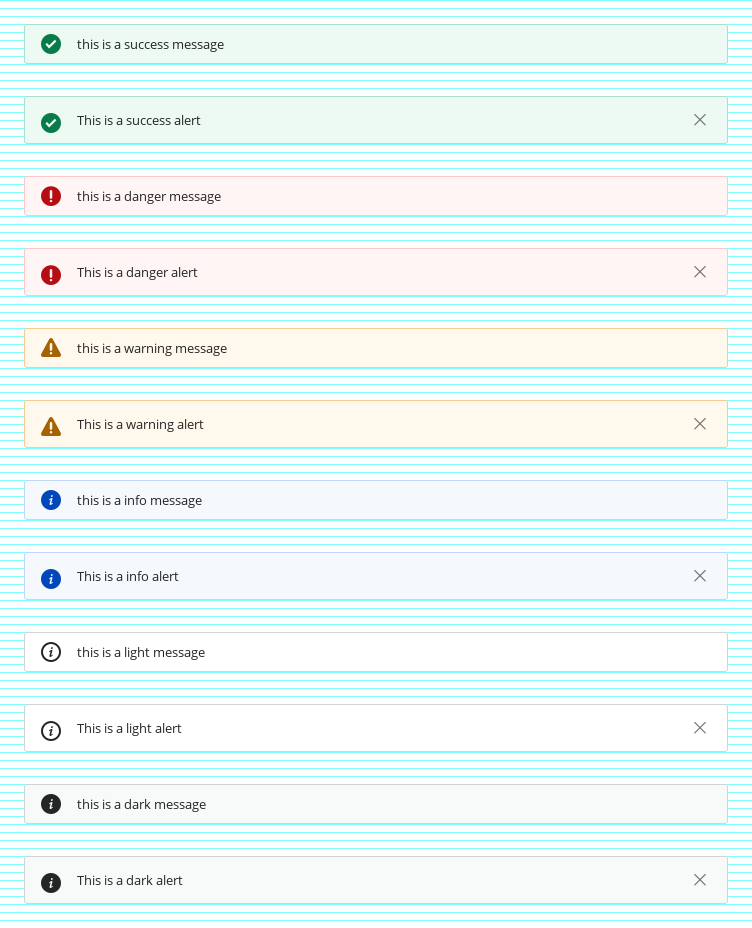 this is a success message
This is a success alert
this is a danger message
This is a danger alert
this is a warning message
This is a warning alert
this is a info message
This is a info alert
this is a light message
This is a light alert
this is a dark message
This is a dark alert